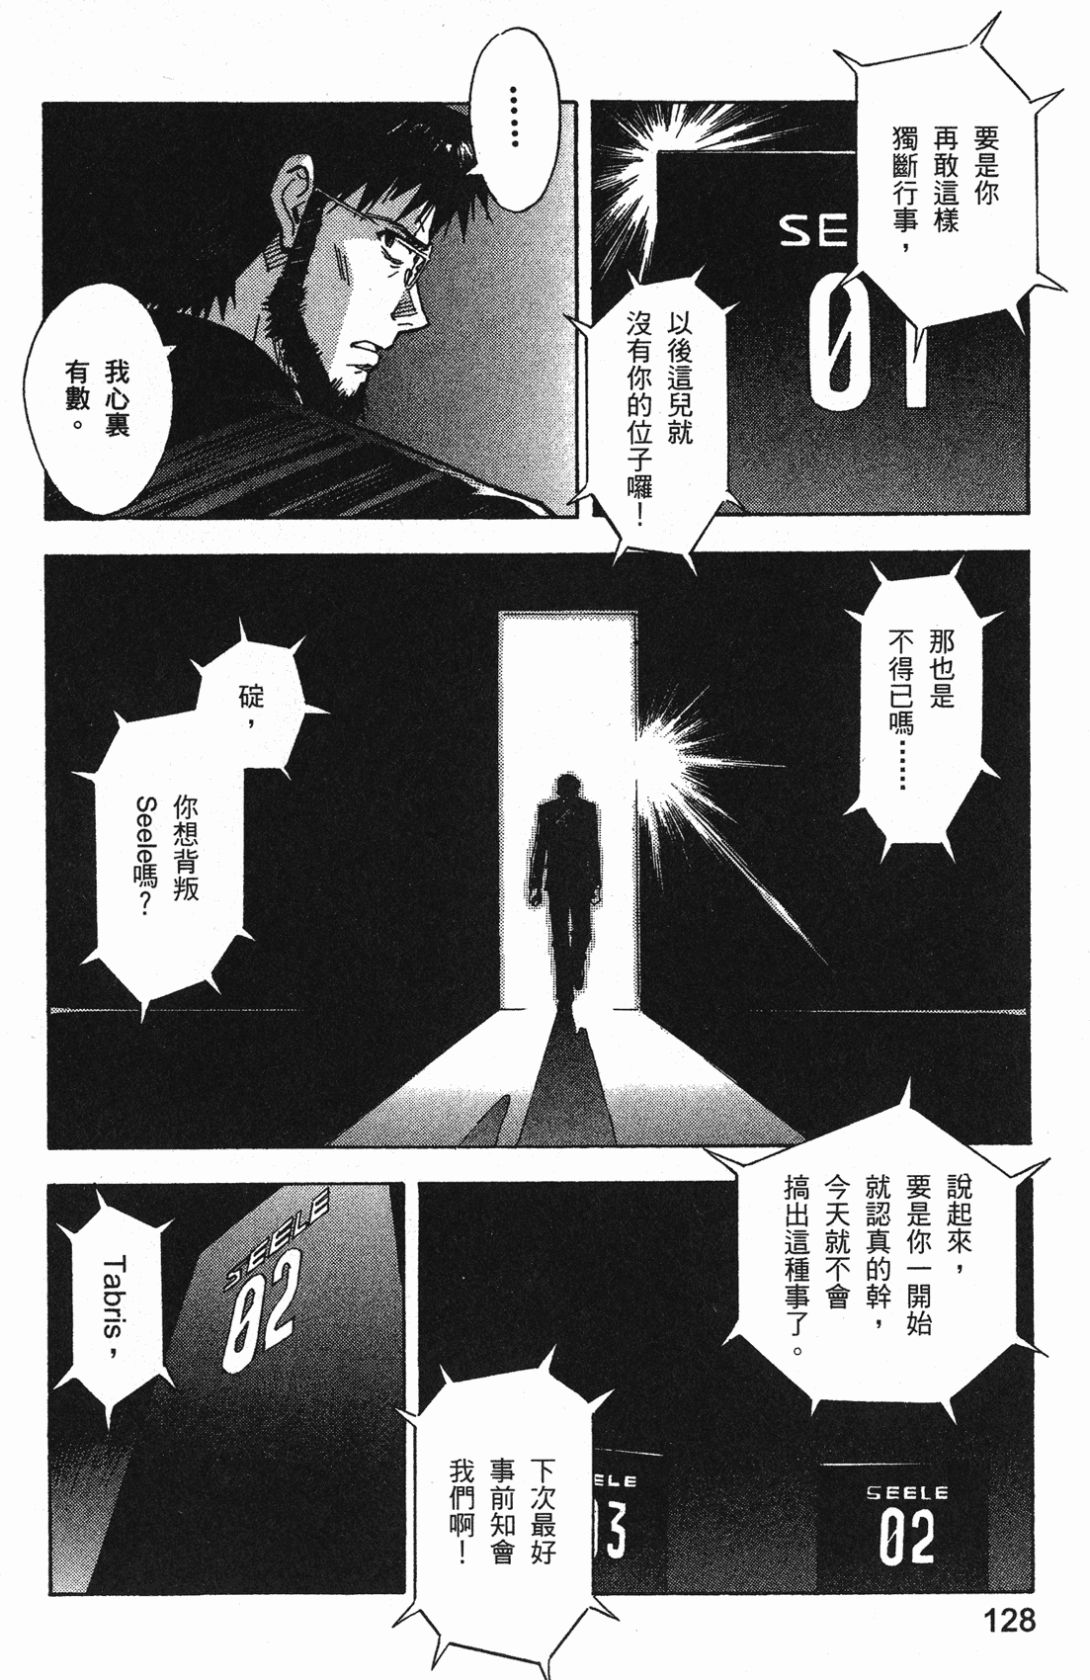 要是你
再敢這樣
獨斷行事，
SE
01
以後這兒就
沒有你的位子囉！
……
我心裏
有數。
那也是
不得已嗎……
碇，
你想背叛
Seele嗎？
說起來，
要是你一開始
就認真的幹，
今天就不會
搞出這種事了。
SEELE
02
ELE
03
下次最好
事前知會
我們啊！
SEELE
02
Tabris，
128